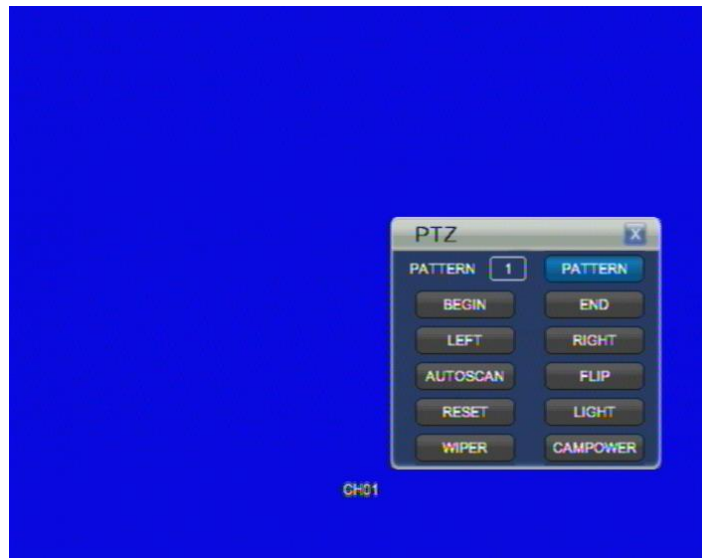 PTZ X
PATTERN 1 PATTERN
BEGIN END
LEFT RIGHT
AUTOSCAN FLIP
RESET LIGHT
WIPER CAMPOWER
CH01